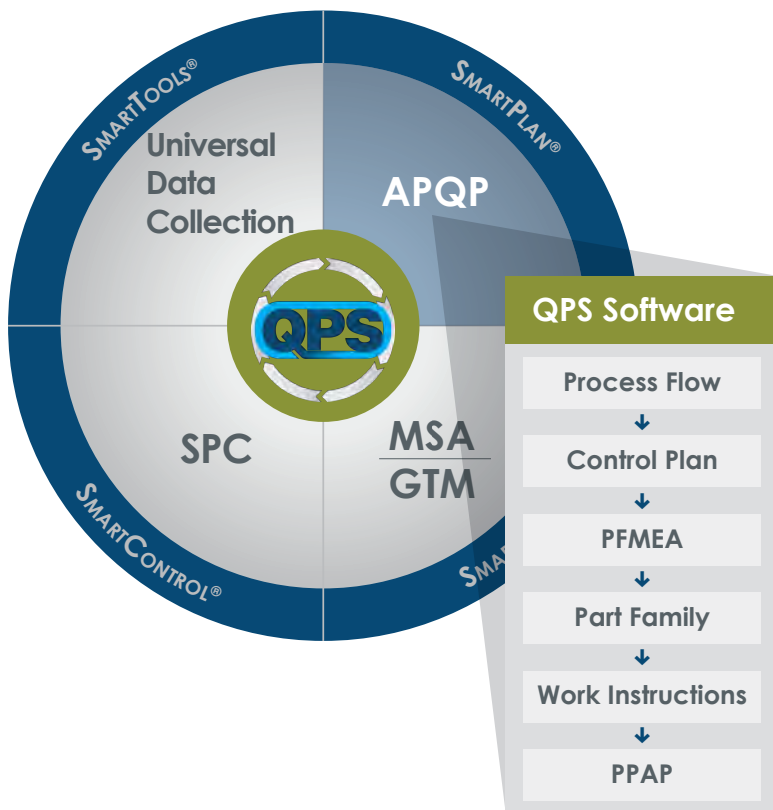 SMARTTOOLS®
SMARTPLAN®
Universal
Data
Collection
APQP
QPS
SPC
MSA
GTM
SMARTCONTROL®
QPS Software
Process Flow
Control Plan
PFMEA
Part Family
Work Instructions
PPAP